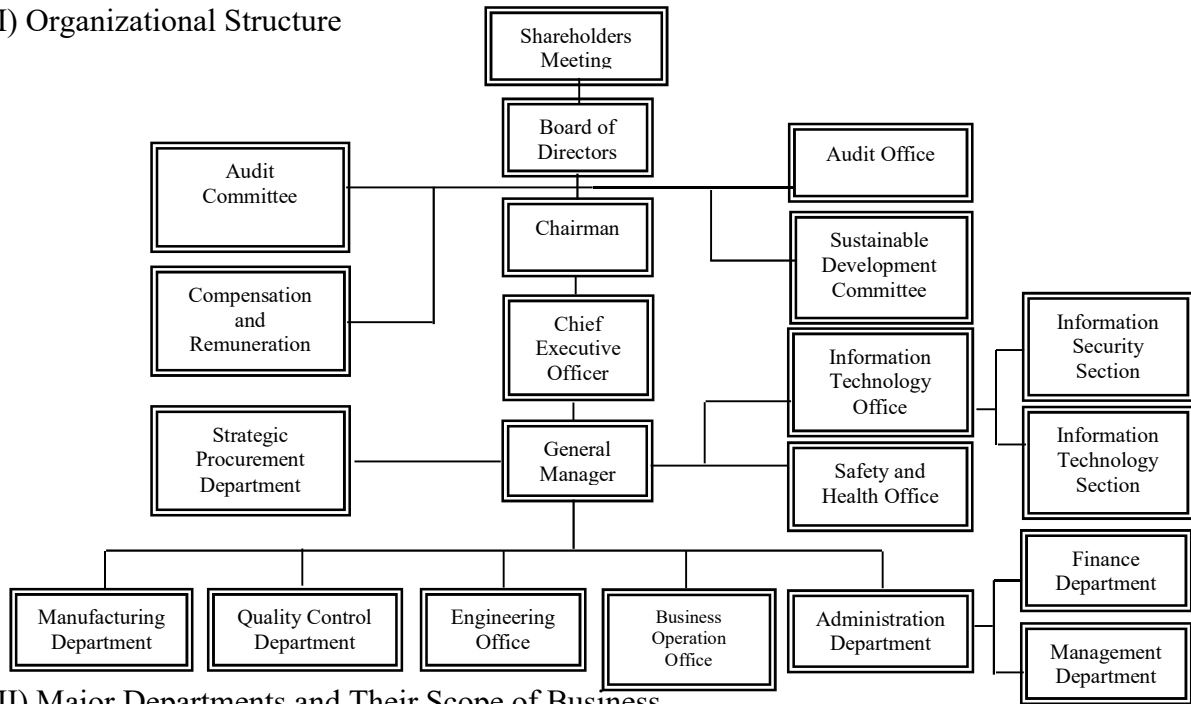 I) Organizational Structure
Shareholders
Meeting
Board of
Directors
Audit
Committee
Audit Office
Chairman
Sustainable
Development
Committee
Compensation
and
Remuneration
Chief
Executive
Officer
Information
Technology
Office
Information
Security
Section
Strategic
Procurement
Department
General
Manager
Safety and
Health Office
Information
Technology
Section
Manufacturing
Department
Quality Control
Department
Engineering
Office
Business
Operation
Office
Administration
Department
Finance
Department
Management
Department
II) Major Departments and Their Scope of Business